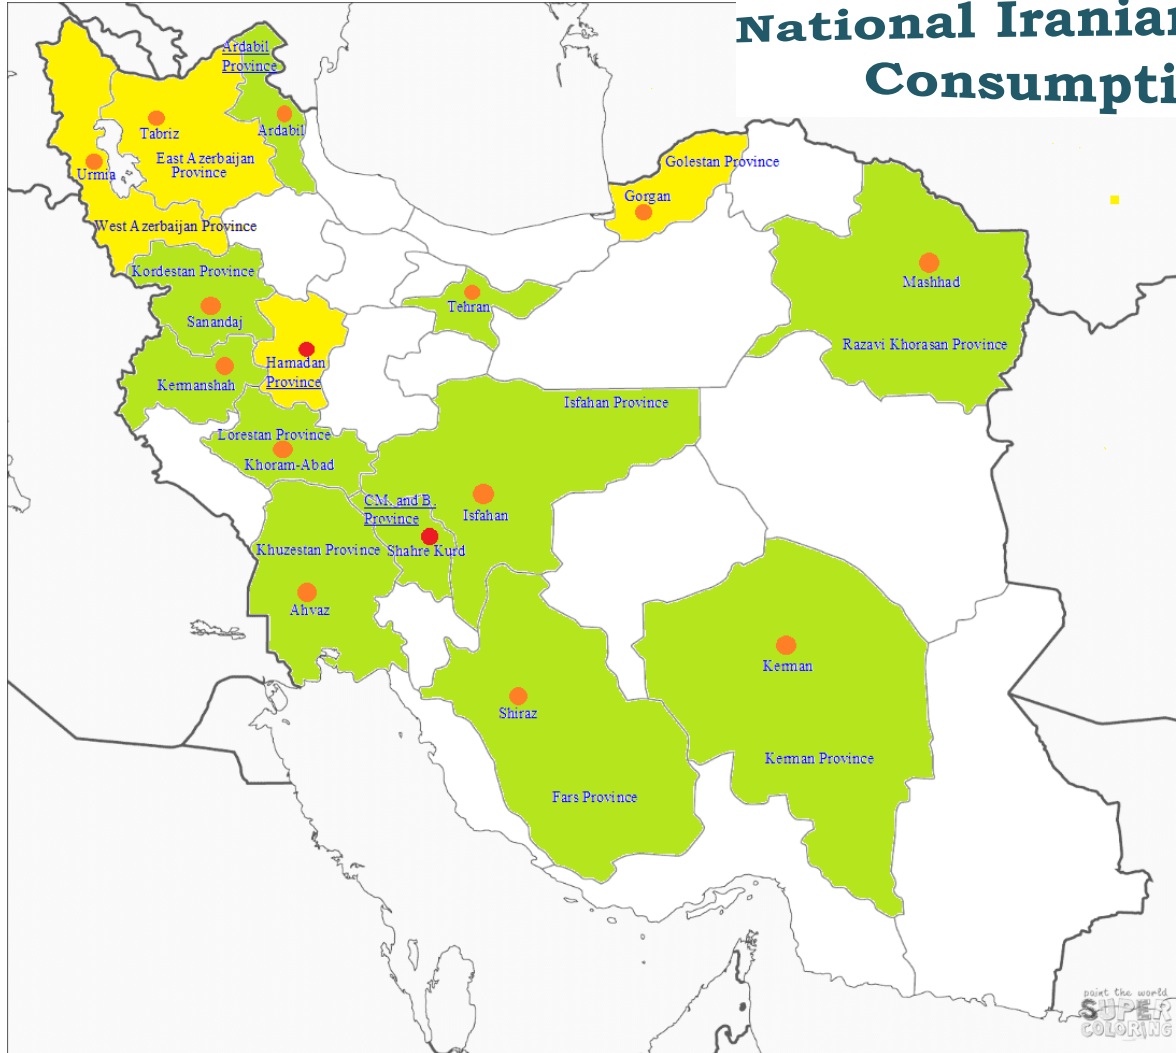 National Iranian
Consumpti
Ardabil
Province
Tabriz
Ardabil
East Azerbaijan
Province
Urmia
Golestan Province
Gorgan
West Azerbaijan Province
Kordestan Province
Mashhad
Tehran
Sanandaj
Razavi Khorasan Province
Hamadan
Province
Kermanshah
Isfahan Province
Lorestan Province
Khoram-Abad
CM. and B.
Province
Isfahan
Khuzestan Province
Shahre Kurd
Ahvaz
Kerman
Shiraz
Kerman Province
Fars Province
paint the world
SUPER
COLORING